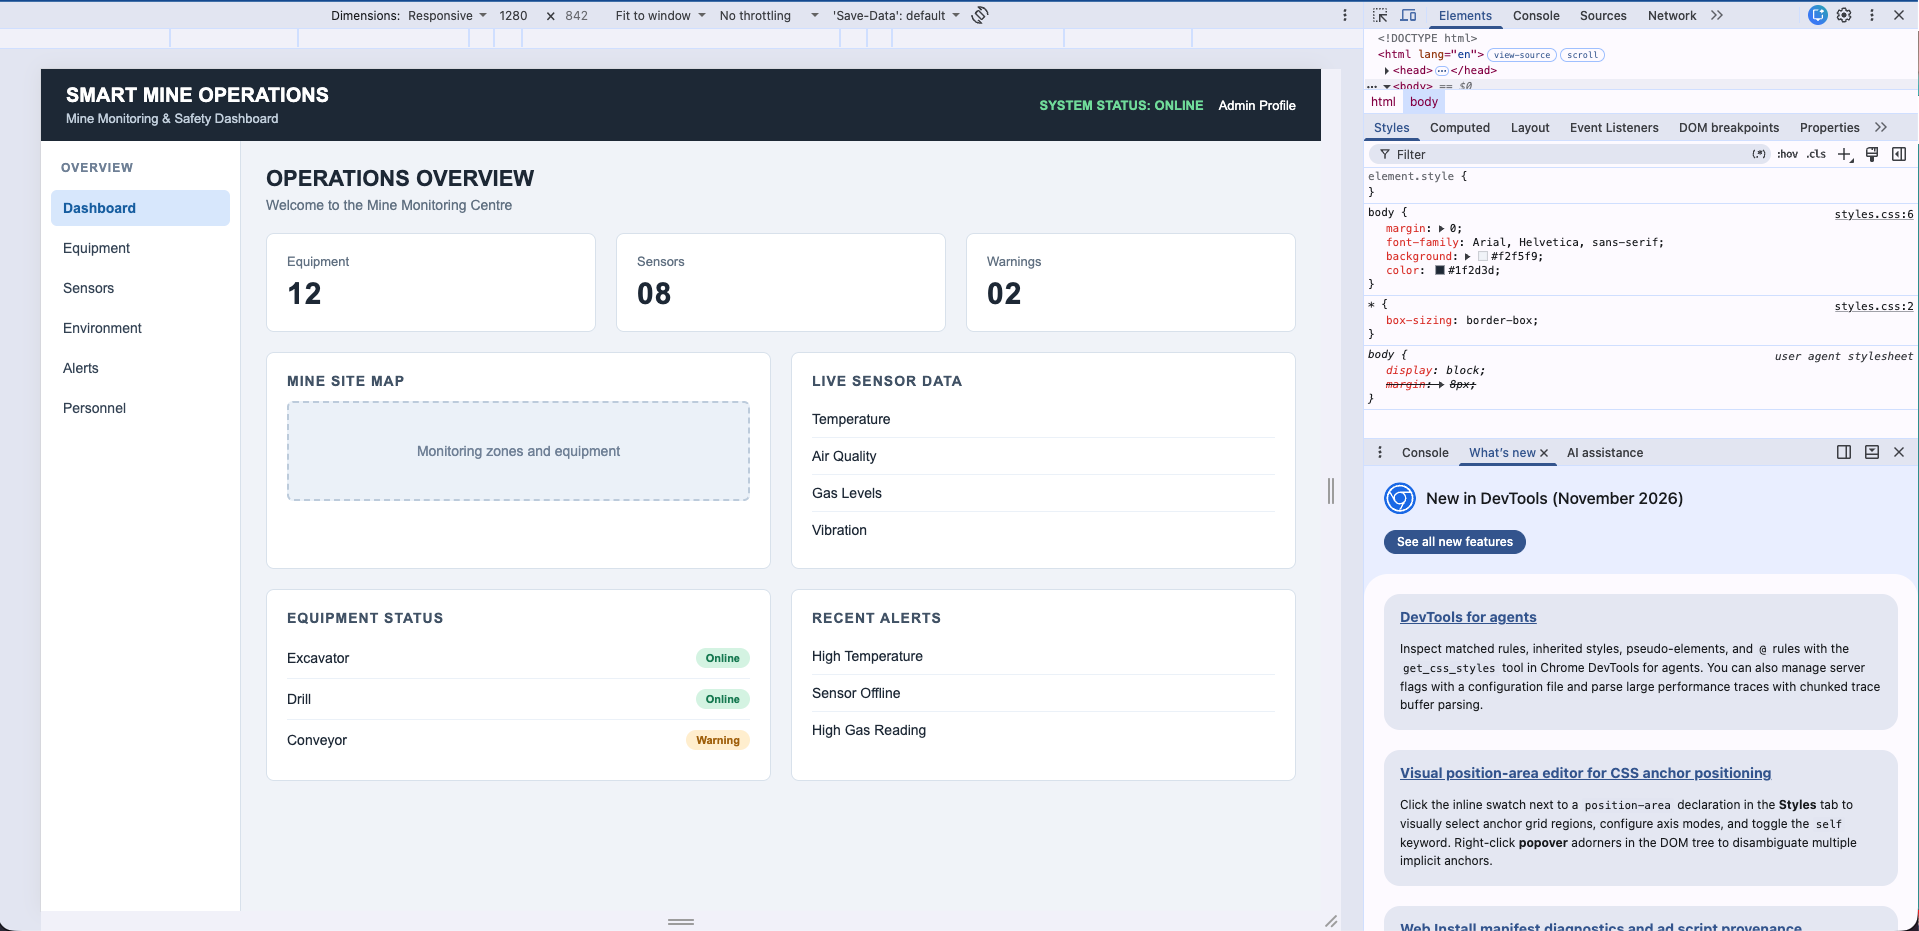 Dimensions: Responsive 1280 × 842 Fit to window No throttling 'Save-Data': default
Elements Console Sources Network
<!DOCTYPE html>
<html lang="en"> view-source scroll
<head> </head>
<body> == $0
html body
Styles Computed Layout Event Listeners DOM breakpoints Properties
Filter (.*) :hov .cls
element.style {
}
body { styles.css:6
margin: 0;
font-family: Arial, Helvetica, sans-serif;
background: #f2f5f9;
color: #1f2d3d;
}
* { styles.css:2
box-sizing: border-box;
}
body { user agent stylesheet
display: block;
margin: 8px;
}
Console What's new AI assistance
New in DevTools (November 2026)
See all new features
DevTools for agents
Inspect matched rules, inherited styles, pseudo-elements, and @ rules with the
get_css_styles tool in Chrome DevTools for agents. You can also manage server
flags with a configuration file and parse large performance traces with chunked trace
buffer parsing.
Visual position-area editor for CSS anchor positioning
Click the inline swatch next to a position-area declaration in the Styles tab to
visually select anchor grid regions, configure axis modes, and toggle the self
keyword. Right-click popover adorners in the DOM tree to disambiguate multiple
implicit anchors.
Web Install manifest diagnostics and ad script provenance
SMART MINE OPERATIONS
Mine Monitoring & Safety Dashboard
SYSTEM STATUS: ONLINE Admin Profile
OVERVIEW
Dashboard
Equipment
Sensors
Environment
Alerts
Personnel
OPERATIONS OVERVIEW
Welcome to the Mine Monitoring Centre
Equipment
12
Sensors
08
Warnings
02
MINE SITE MAP
Monitoring zones and equipment
LIVE SENSOR DATA
Temperature
Air Quality
Gas Levels
Vibration
EQUIPMENT STATUS
Excavator Online
Drill Online
Conveyor Warning
RECENT ALERTS
High Temperature
Sensor Offline
High Gas Reading